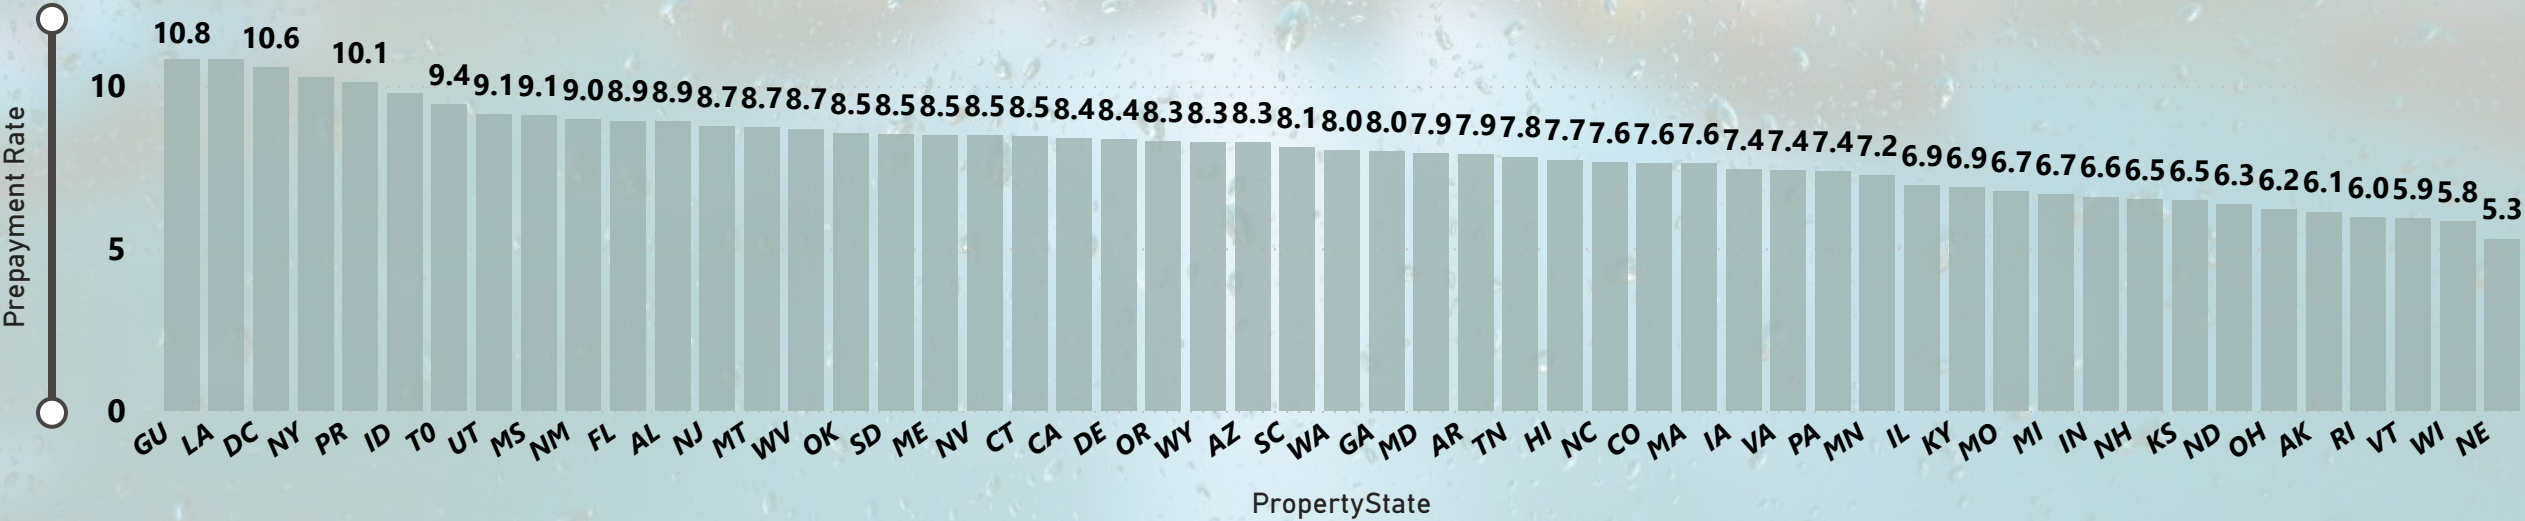 10.8 10.6 10.1 9.4 9.1 9.1 9.0 8.9 8.9 8.7 8.7 8.7 8.5 8.5 8.5 8.5 8.5 8.4 8.4 8.3 8.3 8.3 8.1 8.0 8.0 7.9 7.9 7.8 7.7 7.6 7.6 7.6 7.4 7.4 7.4 7.2 6.9 6.9 6.7 6.7 6.6 6.5 6.5 6.3 6.2 6.1 6.0 5.9 5.8 5.3
10
5
0
Prepayment Rate
GU LA DC NY PR ID T0 UT MS NM FL AL NJ MT WV OK SD ME NV CT CA DE OR WY AZ SC WA GA MD AR TN HI NC CO MA IA VA PA MN IL KY MO MI IN NH KS ND OH AK RI VT WI NE
PropertyState